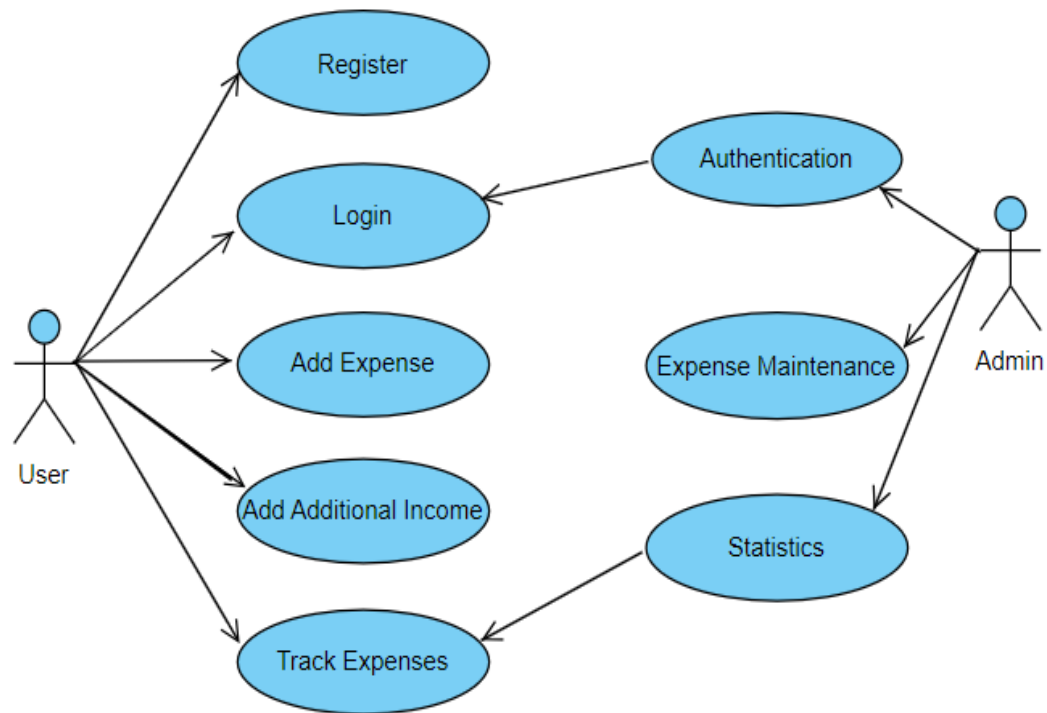 Register
Authentication
Login
Add Expense
Expense Maintenance
Admin
User
Add Additional Income
Statistics
Track Expenses